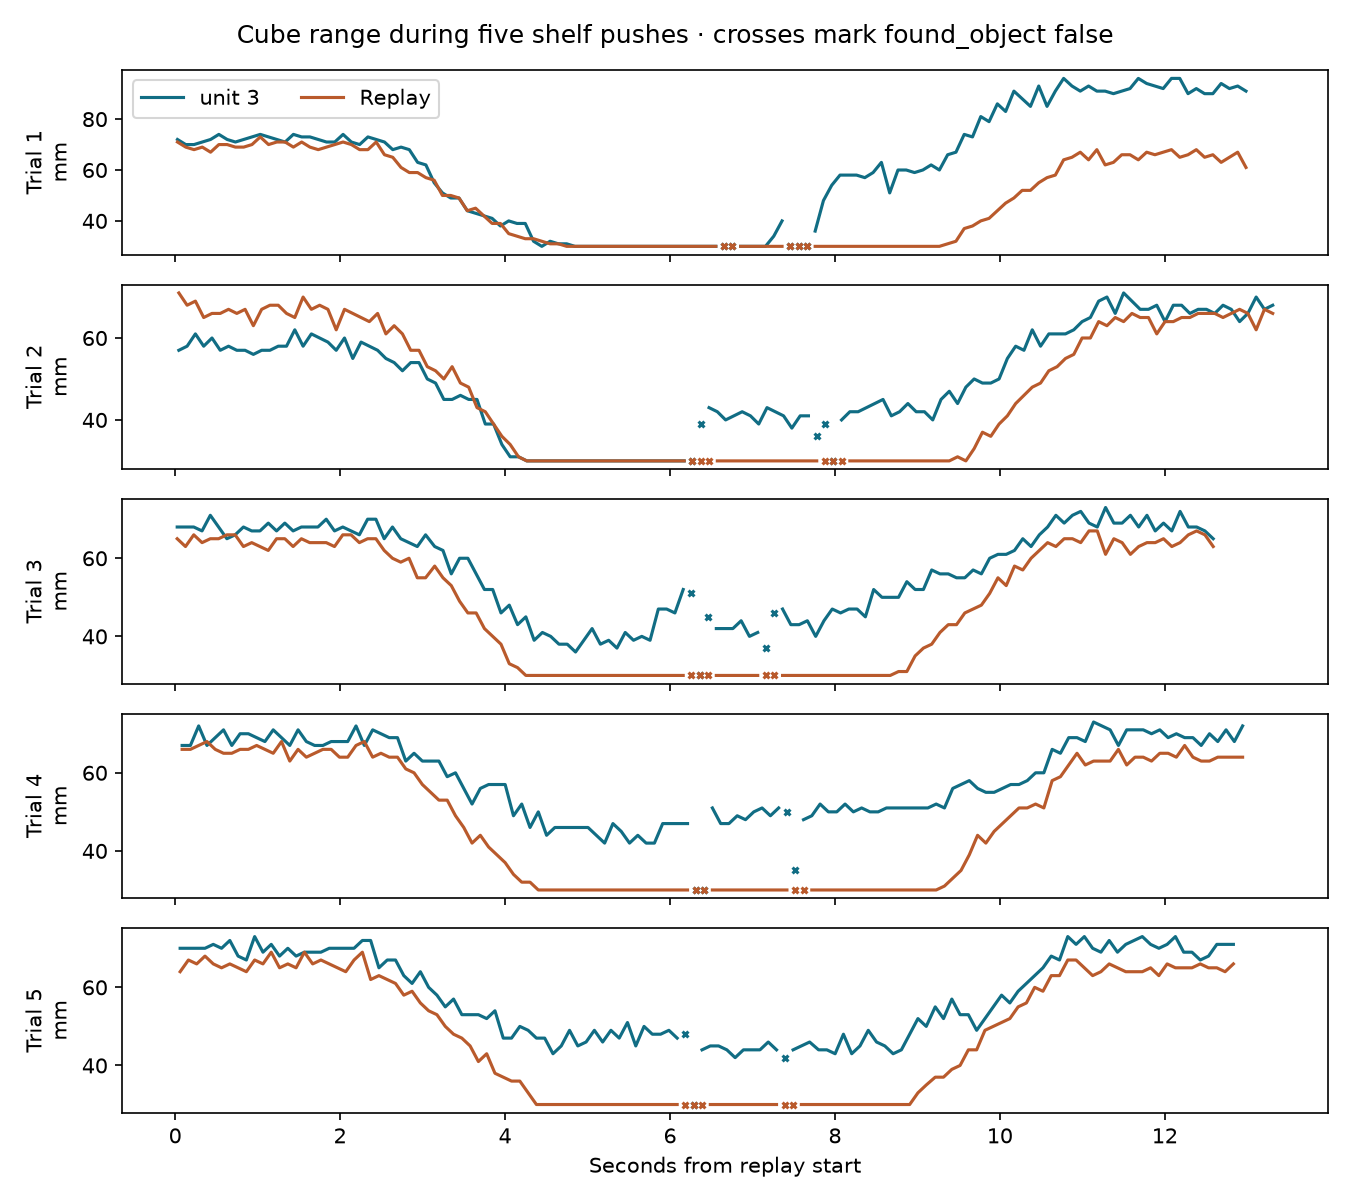 Cube range during five shelf pushes · crosses mark found_object false
unit 3
Replay
Trial 1
mm
80
60
40
Trial 2
mm
60
40
Trial 3
mm
60
40
Trial 4
mm
60
40
Trial 5
mm
60
40
0 2 4 6 8 10 12
Seconds from replay start